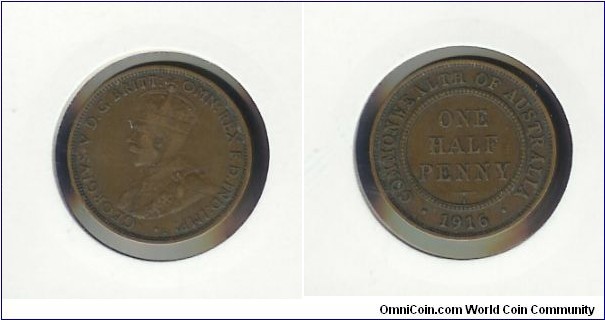 GEORGIVS V D.G. BRITT: OMN: REX F.D. IND: IMP:
COMMONWEALTH OF AUSTRALIA
ONE
HALF
PENNY
I
1916
OmniCoin.com World Coin Community